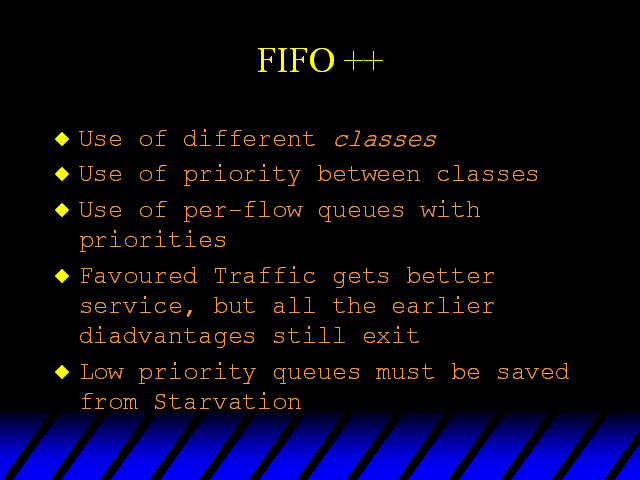 FIFO ++
Use of different classes
Use of priority between classes
Use of per-flow queues with
priorities
Favoured Traffic gets better
service, but all the earlier
diadvantages still exit
Low priority queues must be saved
from Starvation